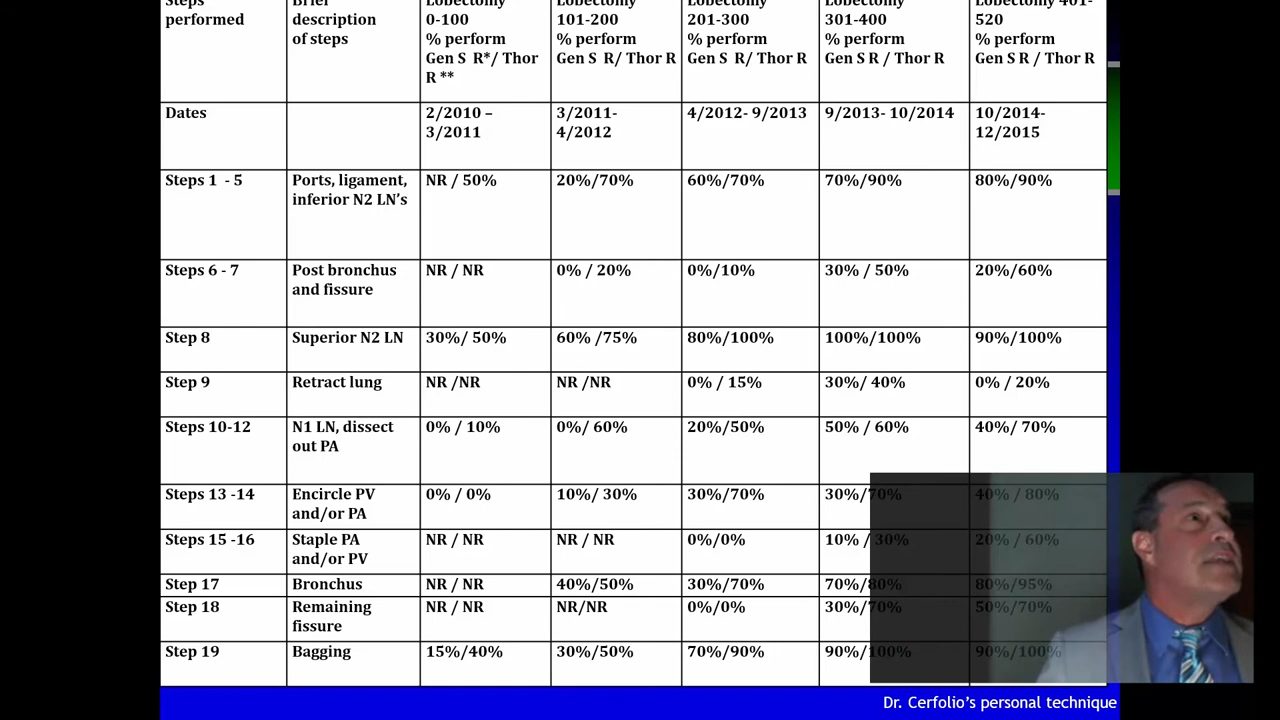 Steps
performed
Brief
description
of steps
Lobectomy
0-100
% perform
Gen S R*/ Thor
R **
Lobectomy
101-200
% perform
Gen S R/ Thor R
Lobectomy
201-300
% perform
Gen S R/ Thor R
Lobectomy
301-400
% perform
Gen S R / Thor R
Lobectomy 401-
520
% perform
Gen S R / Thor R
Dates
2/2010 –
3/2011
3/2011-
4/2012
4/2012- 9/2013
9/2013- 10/2014
10/2014-
12/2015
Steps 1 - 5
Ports, ligament,
inferior N2 LN’s
NR / 50%
20%/70%
60%/70%
70%/90%
80%/90%
Steps 6 - 7
Post bronchus
and fissure
NR / NR
0% / 20%
0%/10%
30% / 50%
20%/60%
Step 8
Superior N2 LN
30%/ 50%
60% /75%
80%/100%
100%/100%
90%/100%
Step 9
Retract lung
NR /NR
NR /NR
0% / 15%
30%/ 40%
0% / 20%
Steps 10-12
N1 LN, dissect
out PA
0% / 10%
0%/ 60%
20%/50%
50% / 60%
40%/ 70%
Steps 13 -14
Encircle PV
and/or PA
0% / 0%
10%/ 30%
30%/70%
30%/70%
40% / 80%
Steps 15 -16
Staple PA
and/or PV
NR / NR
NR / NR
0%/0%
10% / 30%
20% / 60%
Step 17
Bronchus
NR / NR
40%/50%
30%/70%
70%/80%
80%/95%
Step 18
Remaining
fissure
NR / NR
NR/NR
0%/0%
30%/70%
50%/70%
Step 19
Bagging
15%/40%
30%/50%
70%/90%
90%/100%
90%/100%
Dr. Cerfolio’s personal technique